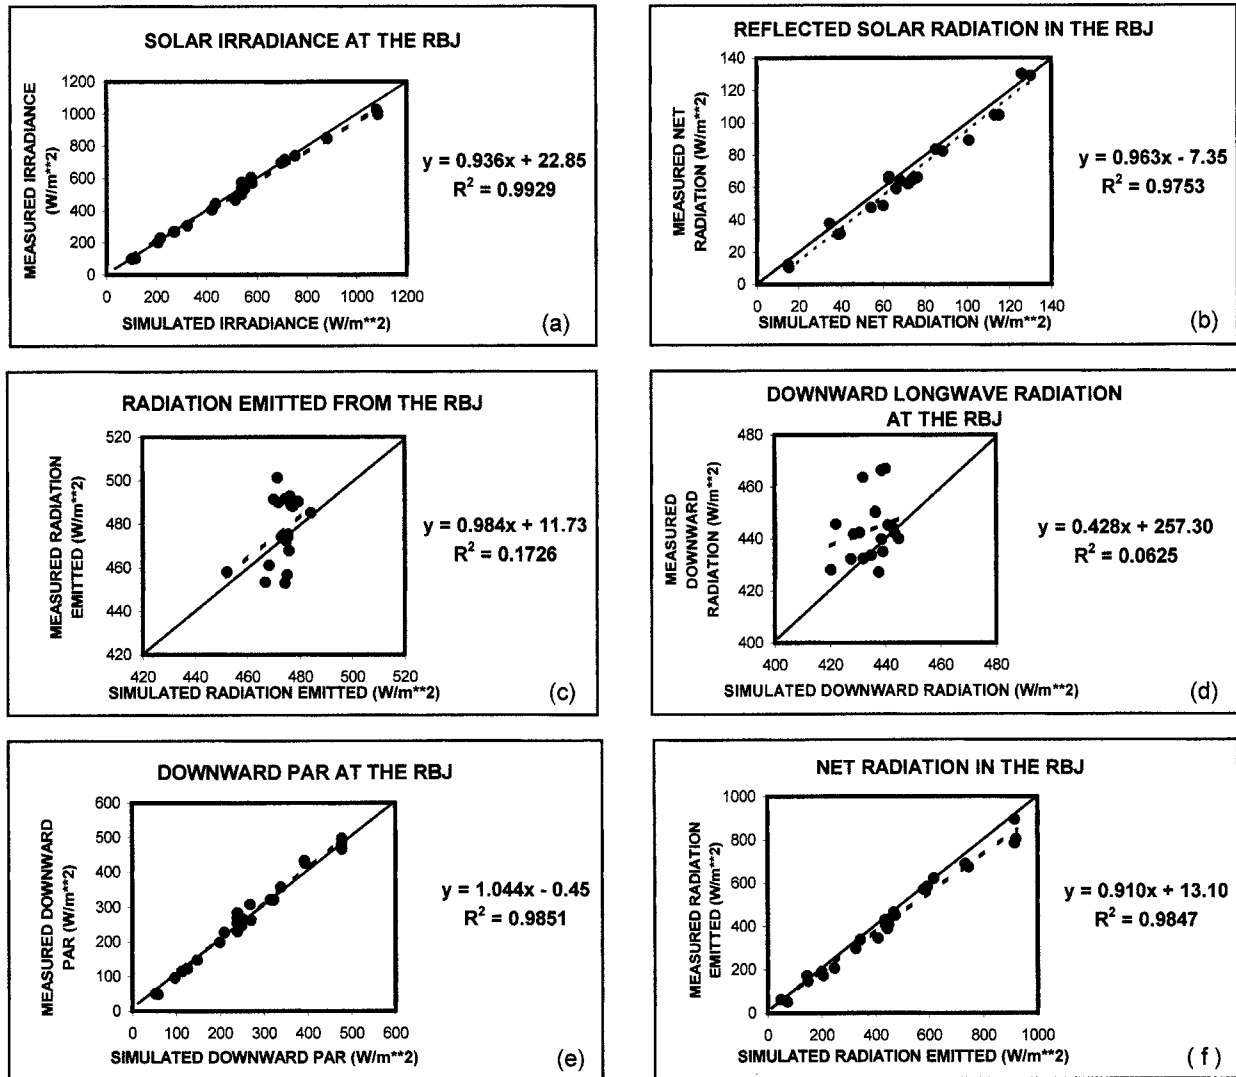 SOLAR IRRADIANCE AT THE RBJ
MEASURED IRRADIANCE
(W/m**2)
1200
1000
800
600
400
200
0
0 200 400 600 800 1000 1200
SIMULATED IRRADIANCE (W/m**2)
y = 0.936x + 22.85
R² = 0.9929
(a)
REFLECTED SOLAR RADIATION IN THE RBJ
MEASURED NET
RADIATION (W/m**2)
140
120
100
80
60
40
20
0
0 20 40 60 80 100 120 140
SIMULATED NET RADIATION (W/m**2)
y = 0.963x - 7.35
R² = 0.9753
(b)
RADIATION EMITTED FROM THE RBJ
MEASURED RADIATION
EMITTED (W/m**2)
520
500
480
460
440
420
420 440 460 480 500 520
SIMULATED RADIATION EMITTED (W/m**2)
y = 0.984x + 11.73
R² = 0.1726
(c)
DOWNWARD LONGWAVE RADIATION
AT THE RBJ
MEASURED
DOWNWARD
RADIATION (W/m**2)
480
460
440
420
400
400 420 440 460 480
SIMULATED DOWNWARD RADIATION (W/m**2)
y = 0.428x + 257.30
R² = 0.0625
(d)
DOWNWARD PAR AT THE RBJ
MEASURED DOWNWARD
PAR (W/m**2)
600
500
400
300
200
100
0
0 100 200 300 400 500 600
SIMULATED DOWNWARD PAR (W/m**2)
y = 1.044x - 0.45
R² = 0.9851
(e)
NET RADIATION IN THE RBJ
MEASURED RADIATION
EMITTED (W/m**2)
1000
800
600
400
200
0
0 200 400 600 800 1000
SIMULATED RADIATION EMITTED (W/m**2)
y = 0.910x + 13.10
R² = 0.9847
( f )